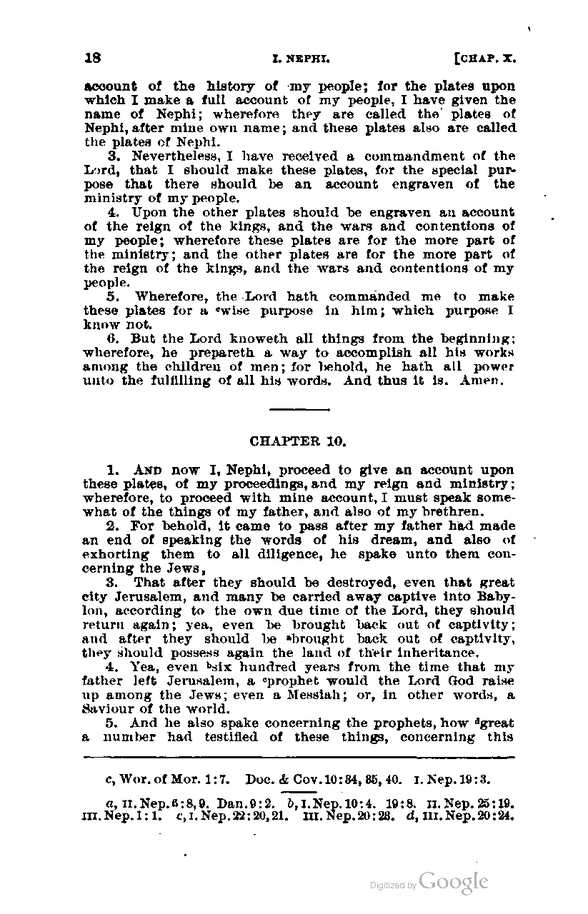 18 I. NEPHI. [CHAP. X.
account of the history of my people; for the plates upon
which I make a full account of my people, I have given the
name of Nephi; wherefore they are called the plates of
Nephi, after mine own name; and these plates also are called
the plates of Nephi.
3. Nevertheless, I have received a commandment of the
Lord, that I should make these plates, for the special pur-
pose that there should be an account engraven of the
ministry of my people.
4. Upon the other plates should be engraven an account
of the reign of the kings, and the wars and contentions of
my people; wherefore these plates are for the more part of
the ministry; and the other plates are for the more part of
the reign of the kings, and the wars and contentions of my
people.
5. Wherefore, the Lord hath commanded me to make
these plates for a ᶜwise purpose in him; which purpose I
know not.
6. But the Lord knoweth all things from the beginning;
wherefore, he prepareth a way to accomplish all his works
among the children of men; for behold, he hath all power
unto the fulfilling of all his words. And thus it is. Amen.
CHAPTER 10.
1. AND now I, Nephi, proceed to give an account upon
these plates, of my proceedings, and my reign and ministry;
wherefore, to proceed with mine account, I must speak some-
what of the things of my father, and also of my brethren.
2. For behold, it came to pass after my father had made
an end of speaking the words of his dream, and also of
exhorting them to all diligence, he spake unto them con-
cerning the Jews,
3. That after they should be destroyed, even that great
city Jerusalem, and many be carried away captive into Baby-
lon, according to the own due time of the Lord, they should
return again; yea, even be brought back out of captivity;
and after they should be ᵃbrought back out of captivity,
they should possess again the land of their inheritance.
4. Yea, even ᵇsix hundred years from the time that my
father left Jerusalem, a ᶜprophet would the Lord God raise
up among the Jews; even a Messiah; or, in other words, a
Saviour of the world.
5. And he also spake concerning the prophets, how ᵈgreat
a number had testified of these things, concerning this
c, Wor. of Mor. 1:7. Doc. & Cov. 10:34, 35, 40. I. Nep. 19:3.
a, II. Nep. 6:8, 9. Dan. 9:2. b, I. Nep. 10:4. 19:8. II. Nep. 25:19.
III. Nep. 1:1. c, I. Nep. 22:20, 21. III. Nep. 20:23. d, III. Nep. 20:24.
Digitized by Google